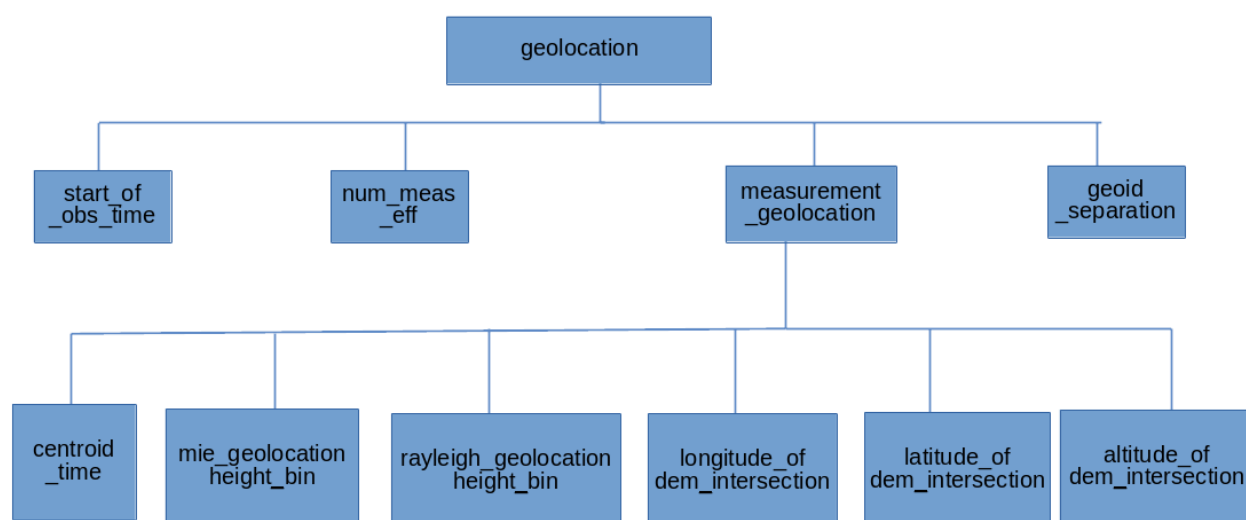 geolocation
start_of
_obs_time
num_meas
_eff
measurement
_geolocation
geoid
_separation
centroid
_time
mie_geolocation
height_bin
rayleigh_geolocation
height_bin
longitude_of
dem_intersection
latitude_of
dem_intersection
altitude_of
dem_intersection